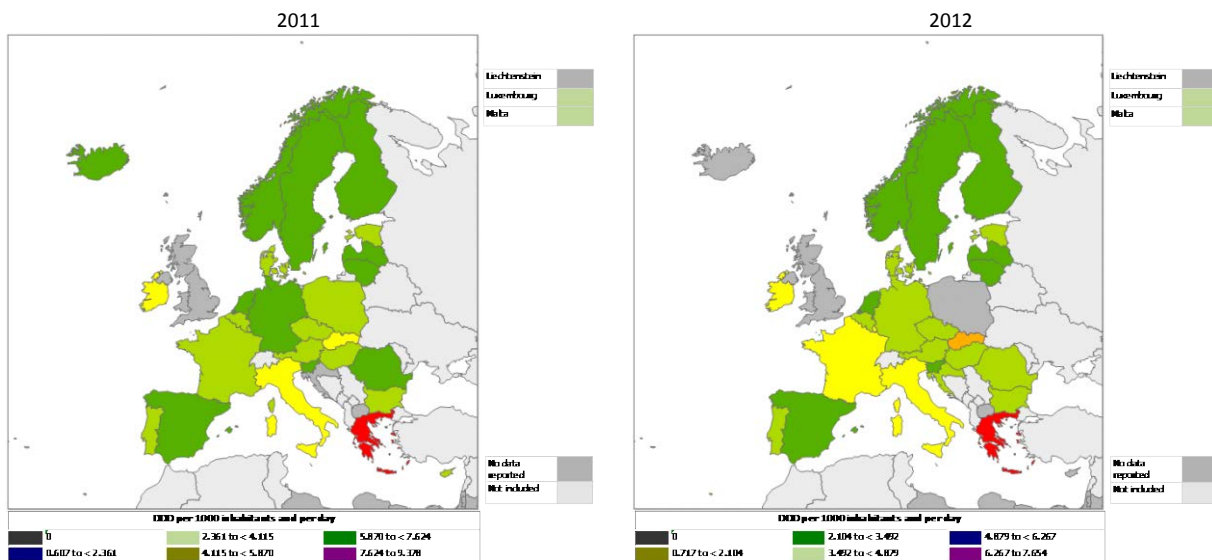 2011
2012
Liechtenstein
Luxembourg
Malta
Liechtenstein
Luxembourg
Malta
No data reported
Not included
No data reported
Not included
DDD per 1000 inhabitants and per day
0
2.361 to < 4.115
5.870 to < 7.624
0.607 to < 2.361
4.115 to < 5.870
7.624 to 9.378
DDD per 1000 inhabitants and per day
0
2.104 to < 3.492
4.879 to < 6.267
0.717 to < 2.104
3.492 to < 4.879
6.267 to 7.654